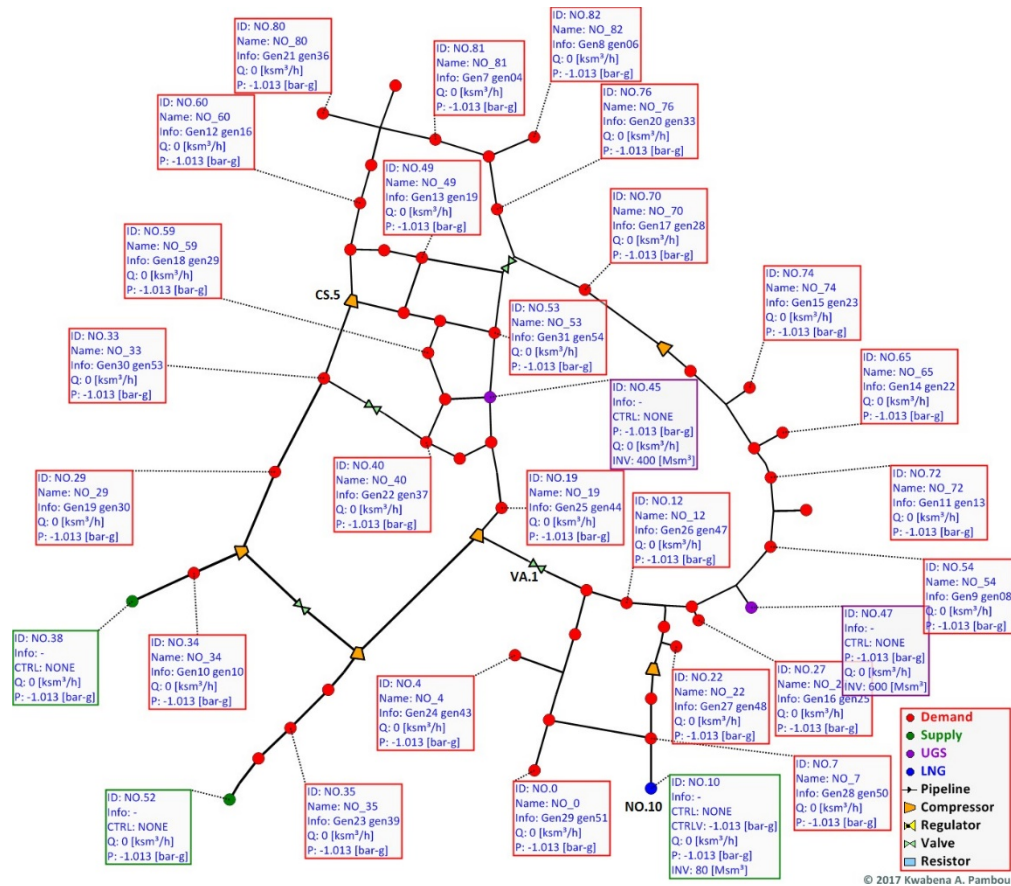 ID: NO.80
Name: NO_80
Info: Gen21 gen36
Q: 0 [ksm³/h]
P: -1.013 [bar-g]
ID: NO.81
Name: NO_81
Info: Gen7 gen04
Q: 0 [ksm³/h]
P: -1.013 [bar-g]
ID: NO.82
Name: NO_82
Info: Gen8 gen06
Q: 0 [ksm³/h]
P: -1.013 [bar-g]
ID: NO.60
Name: NO_60
Info: Gen12 gen16
Q: 0 [ksm³/h]
P: -1.013 [bar-g]
ID: NO.76
Name: NO_76
Info: Gen20 gen33
Q: 0 [ksm³/h]
P: -1.013 [bar-g]
ID: NO.49
Name: NO_49
Info: Gen13 gen19
Q: 0 [ksm³/h]
P: -1.013 [bar-g]
ID: NO.70
Name: NO_70
Info: Gen17 gen28
Q: 0 [ksm³/h]
P: -1.013 [bar-g]
ID: NO.59
Name: NO_59
Info: Gen18 gen29
Q: 0 [ksm³/h]
P: -1.013 [bar-g]
CS.5
ID: NO.74
Name: NO_74
Info: Gen15 gen23
Q: 0 [ksm³/h]
P: -1.013 [bar-g]
ID: NO.53
Name: NO_53
Info: Gen31 gen54
Q: 0 [ksm³/h]
P: -1.013 [bar-g]
ID: NO.33
Name: NO_33
Info: Gen30 gen53
Q: 0 [ksm³/h]
P: -1.013 [bar-g]
ID: NO.65
Name: NO_65
Info: Gen14 gen22
Q: 0 [ksm³/h]
P: -1.013 [bar-g]
ID: NO.45
Info: -
CTRL: NONE
P: -1.013 [bar-g]
Q: 0 [ksm³/h]
INV: 400 [Msm³]
ID: NO.29
Name: NO_29
Info: Gen19 gen30
Q: 0 [ksm³/h]
P: -1.013 [bar-g]
ID: NO.40
Name: NO_40
Info: Gen22 gen37
Q: 0 [ksm³/h]
P: -1.013 [bar-g]
ID: NO.19
Name: NO_19
Info: Gen25 gen44
Q: 0 [ksm³/h]
P: -1.013 [bar-g]
ID: NO.12
Name: NO_12
Info: Gen26 gen47
Q: 0 [ksm³/h]
P: -1.013 [bar-g]
ID: NO.72
Name: NO_72
Info: Gen11 gen13
Q: 0 [ksm³/h]
P: -1.013 [bar-g]
VA.1
ID: NO.54
Name: NO_54
Info: Gen9 gen08
Q: 0 [ksm³/h]
P: -1.013 [bar-g]
ID: NO.47
Info: -
CTRL: NONE
P: -1.013 [bar-g]
Q: 0 [ksm³/h]
INV: 600 [Msm³]
ID: NO.38
Info: -
CTRL: NONE
Q: 0 [ksm³/h]
P: -1.013 [bar-g]
ID: NO.34
Name: NO_34
Info: Gen10 gen10
Q: 0 [ksm³/h]
P: -1.013 [bar-g]
ID: NO.4
Name: NO_4
Info: Gen24 gen43
Q: 0 [ksm³/h]
P: -1.013 [bar-g]
ID: NO.22
Name: NO_22
Info: Gen27 gen48
Q: 0 [ksm³/h]
P: -1.013 [bar-g]
ID: NO.27
Name: NO_2
Info: Gen16 gen25
Q: 0 [ksm³/h]
P: -1.013 [bar-g]
ID: NO.52
Info: -
CTRL: NONE
Q: 0 [ksm³/h]
P: -1.013 [bar-g]
ID: NO.35
Name: NO_35
Info: Gen23 gen39
Q: 0 [ksm³/h]
P: -1.013 [bar-g]
ID: NO.0
Name: NO_0
Info: Gen29 gen51
Q: 0 [ksm³/h]
P: -1.013 [bar-g]
NO.10
ID: NO.10
Info: -
CTRL: NONE
CTRLV: -1.013 [bar-g]
Q: 0 [ksm³/h]
P: -1.013 [bar-g]
INV: 80 [Msm³]
ID: NO.7
Name: NO_7
Info: Gen28 gen50
Q: 0 [ksm³/h]
P: -1.013 [bar-g]
Demand
Supply
UGS
LNG
Pipeline
Compressor
Regulator
Valve
Resistor
© 2017 Kwabena A. Pambou